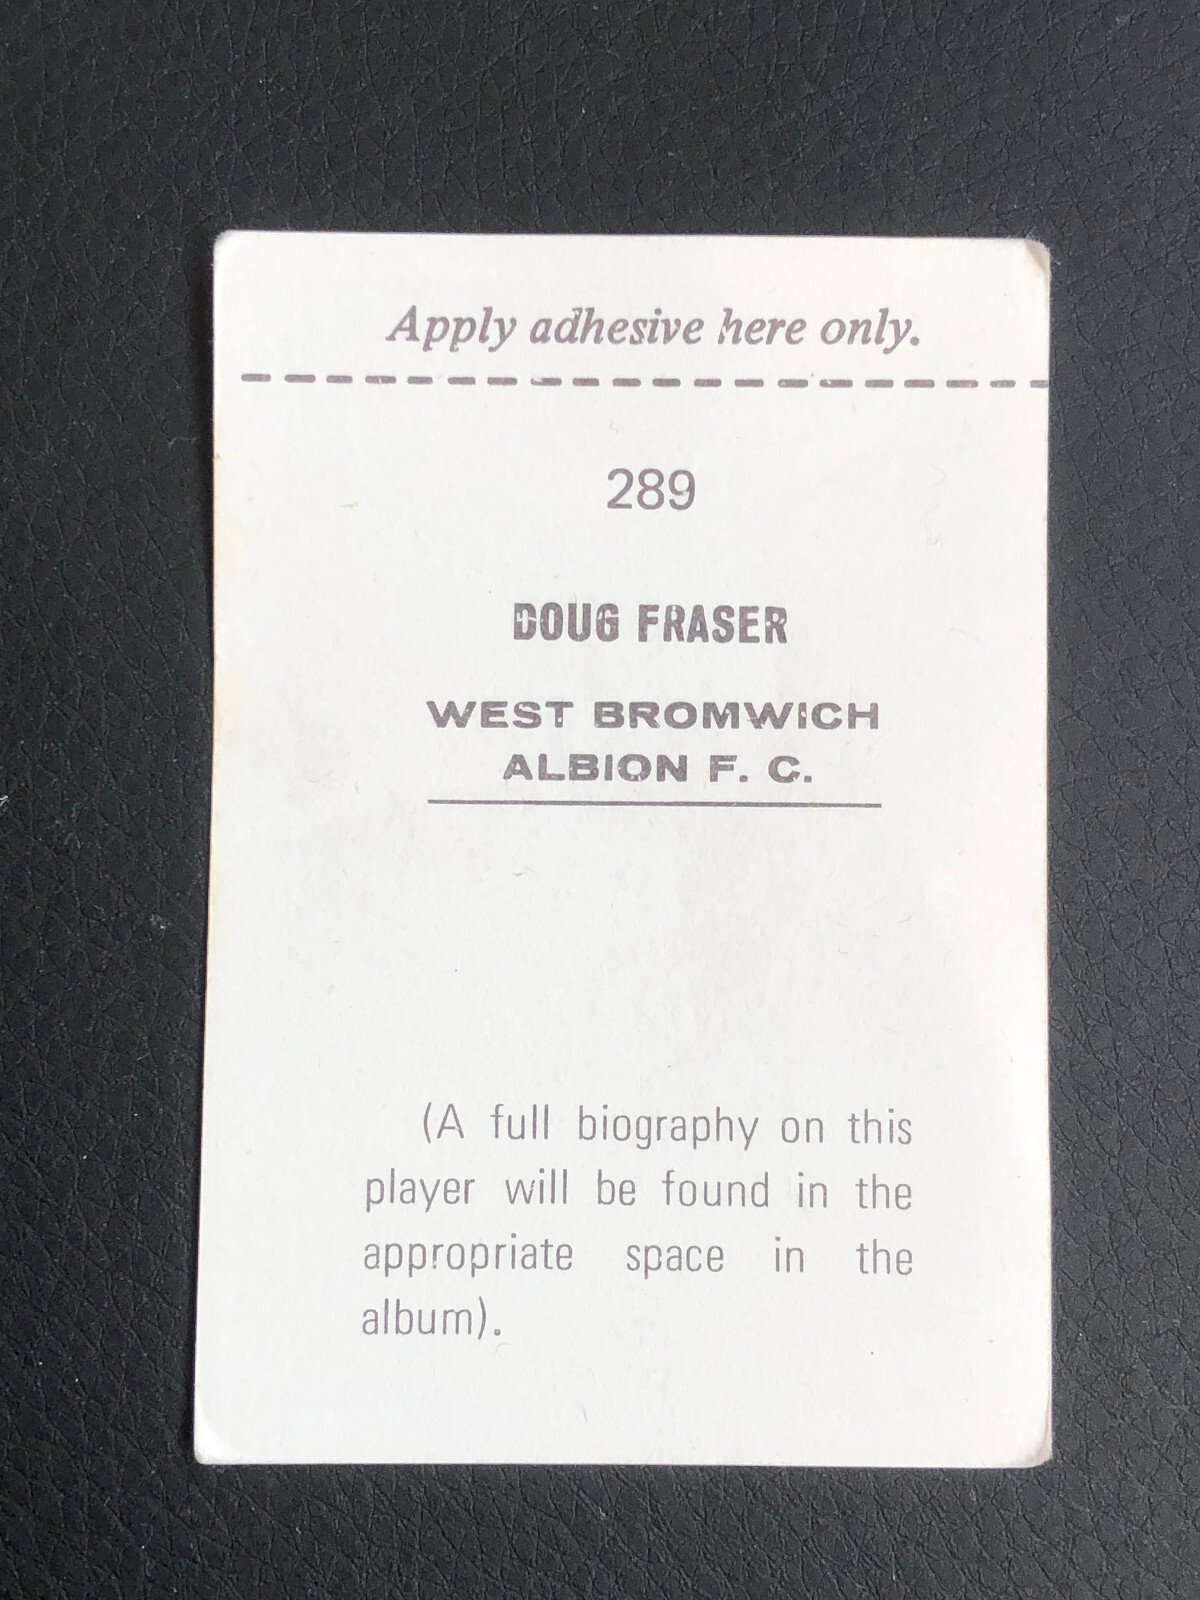 Apply adhesive here only.
289
DOUG FRASER
WEST BROMWICH
ALBION F. C.
(A full biography on this
player will be found in the
appropriate space in the
album).